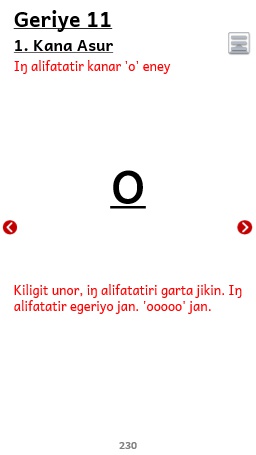 Geriye 11
1. Kana Asur
Iŋ alifatatir kanar 'o' eney
o
Kiligit unor, iŋ alifatatiri garta jikin. Iŋ
alifatatir egeriyo jan. 'ooooo' jan.
230